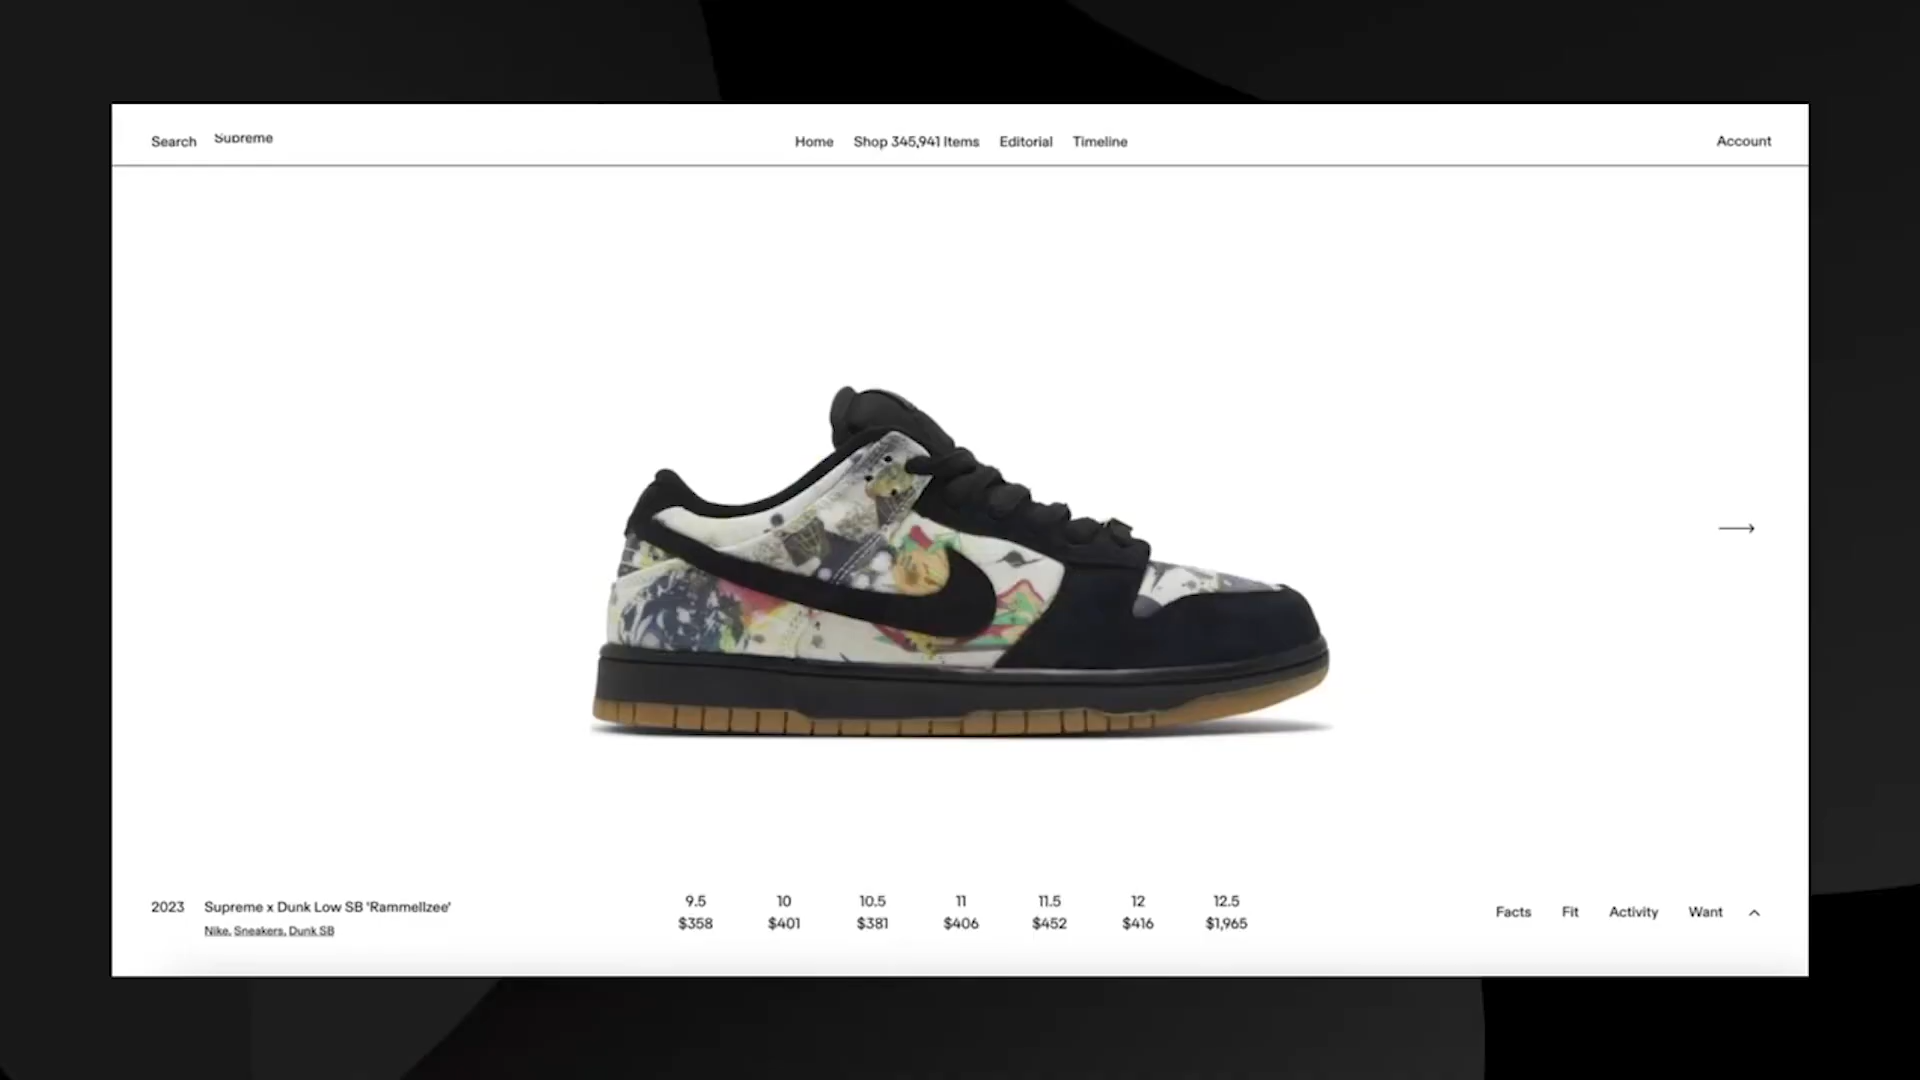 Search Supreme Home Shop 345,941 Items Editorial Timeline Account
2023 Supreme x Dunk Low SB 'Rammellzee'
Nike, Sneakers, Dunk SB
9.5 10 10.5 11 11.5 12 12.5
$358 $401 $381 $406 $452 $416 $1,965
Facts Fit Activity Want